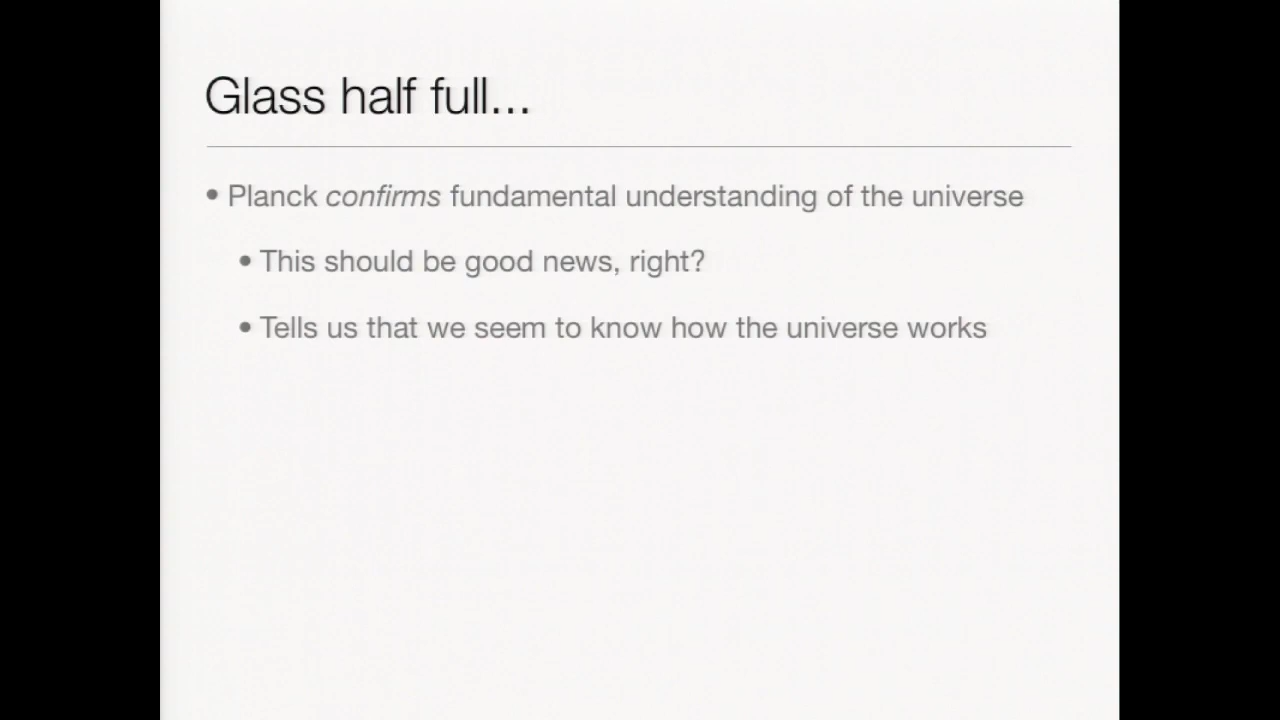 Glass half full...
• Planck confirms fundamental understanding of the universe
• This should be good news, right?
• Tells us that we seem to know how the universe works